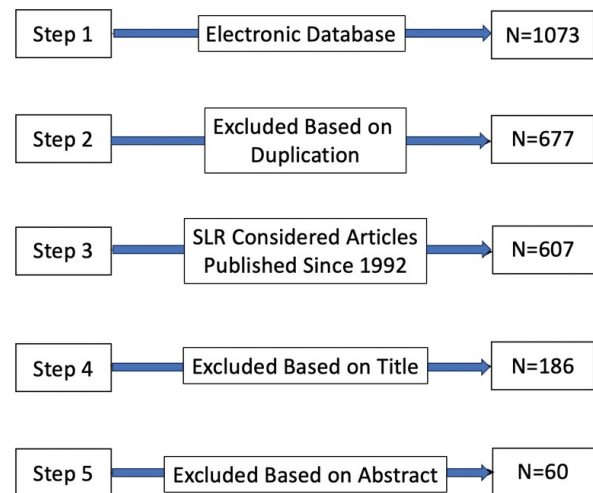 Step 1
Electronic Database
N=1073
Step 2
Excluded Based on
Duplication
N=677
Step 3
SLR Considered Articles
Published Since 1992
N=607
Step 4
Excluded Based on Title
N=186
Step 5
Excluded Based on Abstract
N=60